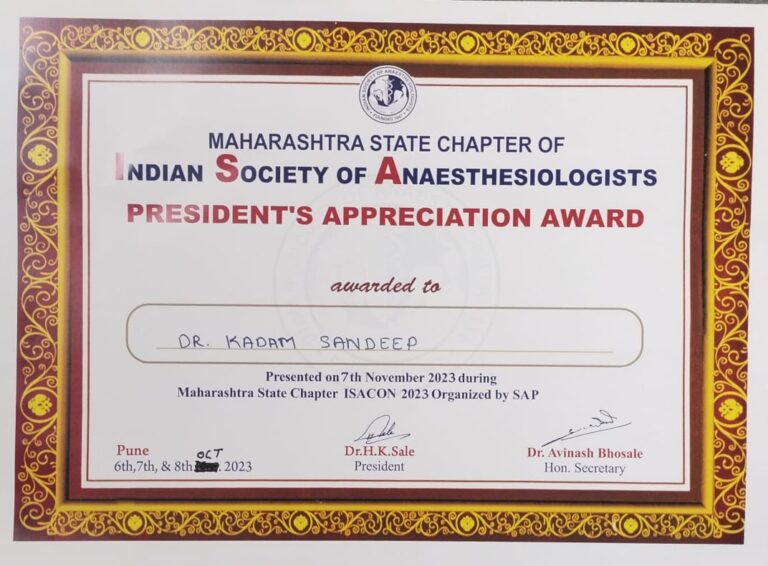 MAHARASHTRA STATE CHAPTER OF
INDIAN SOCIETY OF ANAESTHESIOLOGISTS
PRESIDENT'S APPRECIATION AWARD
awarded to
DR. KADAM SANDEEP
Presented on 7th November 2023 during
Maharashtra State Chapter ISACON 2023 Organized by SAP
Pune
6th,7th, & 8th OCT. 2023
Dr.H.K.Sale
President
Dr. Avinash Bhosale
Hon. Secretary